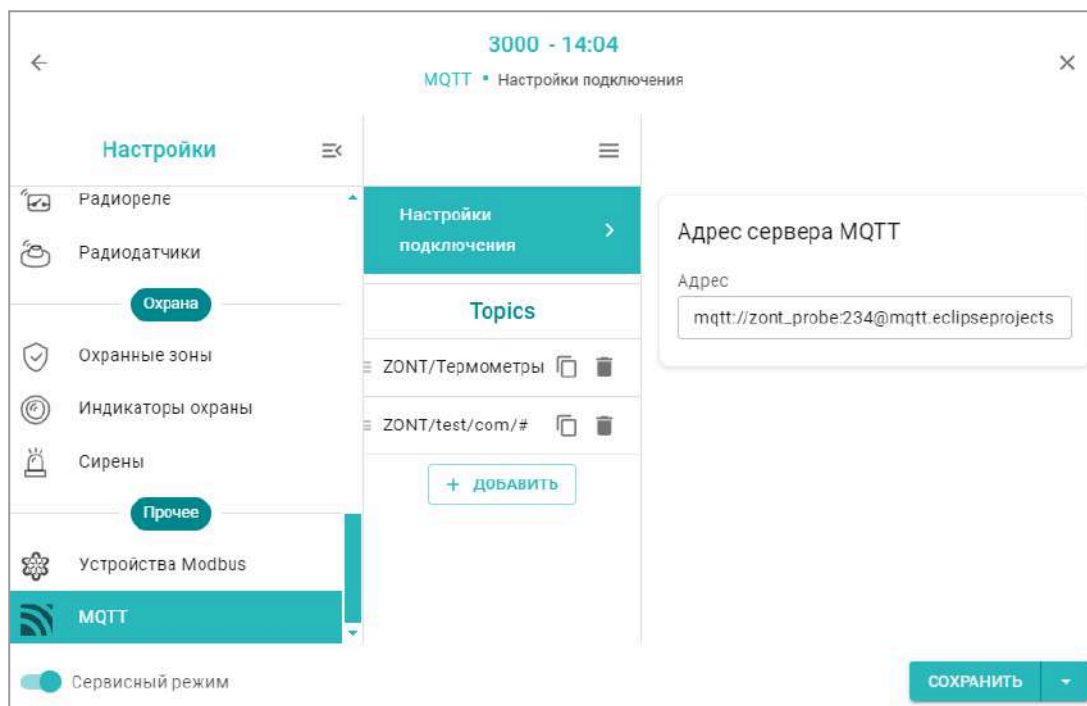 3000 - 14:04
MQTT • Настройки подключения
Настройки
Радиореле
Радиодатчики
Охрана
Охранные зоны
Индикаторы охраны
Сирены
Прочее
Устройства Modbus
MQTT
Сервисный режим
Настройки
подключения
Topics
ZONT/Термометры
ZONT/test/com/#
+ ДОБАВИТЬ
Адрес сервера MQTT
Адрес
mqtt://zont_probe:234@mqtt.eclipseprojects
СОХРАНИТЬ